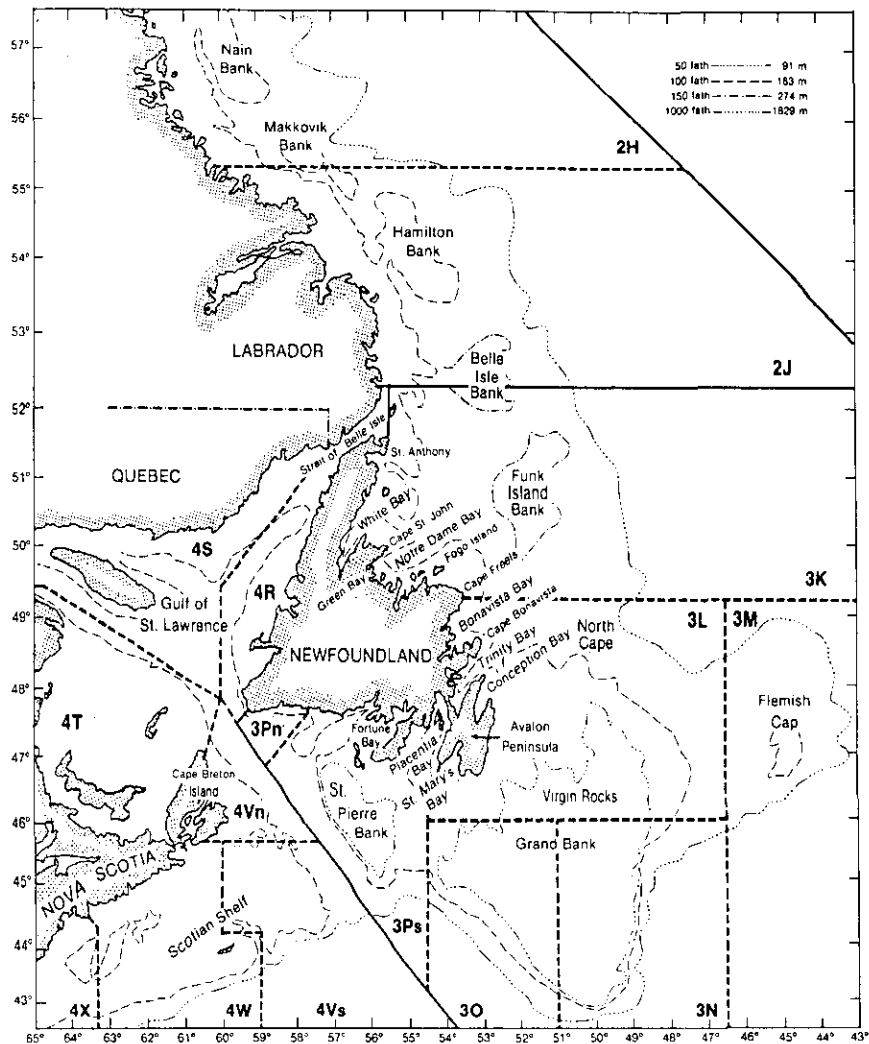 57°
56°
55°
54°
53°
52°
51°
50°
49°
48°
47°
46°
45°
44°
43°
50 fath 91 m
100 fath 183 m
150 fath 274 m
1000 fath 1829 m
Nain
Bank
Makkovik
Bank
2H
Hamilton
Bank
LABRADOR
Belle
Isle
Bank
2J
Strait of Belle Isle
St. Anthony
QUEBEC
Funk
Island
Bank
White Bay
Cape St. John
Notre Dame Bay
Fogo Island
4S
Green Bay
Cape Freels
3K
4R
Gulf of
St. Lawrence
Bonavista Bay
Cape Bonavista
Trinity Bay
Conception Bay
North
Cape
3L
3M
NEWFOUNDLAND
Flemish
Cap
4T
3Pn
Fortune
Bay
Placentia
Bay
St. Mary's
Bay
Avalon
Peninsula
Cape Breton
Island
St.
Pierre
Bank
Virgin Rocks
4Vn
Grand Bank
NOVA SCOTIA
Scotian Shelf
3Ps
4X
4W
4Vs
3O
3N
65° 64° 63° 62° 61° 60° 59° 58° 57° 56° 55° 54° 53° 52° 51° 50° 49° 48° 47° 46° 45° 44° 43°